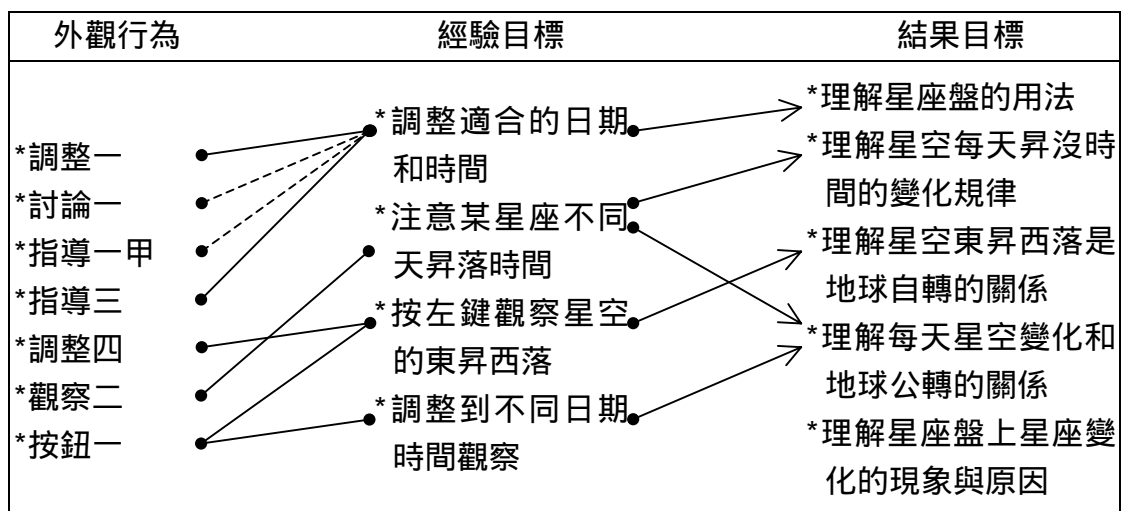 外觀行為
經驗目標
結果目標
*調整一
*討論一
*指導一甲
*指導三
*調整四
*觀察二
*按鈕一
*調整適合的日期
和時間
*注意某星座不同
天昇落時間
*按左鍵觀察星空
的東昇西落
*調整到不同日期
時間觀察
*理解星座盤的用法
*理解星空每天昇沒時
間的變化規律
*理解星空東昇西落是
地球自轉的關係
*理解每天星空變化和
地球公轉的關係
*理解星座盤上星座變
化的現象與原因